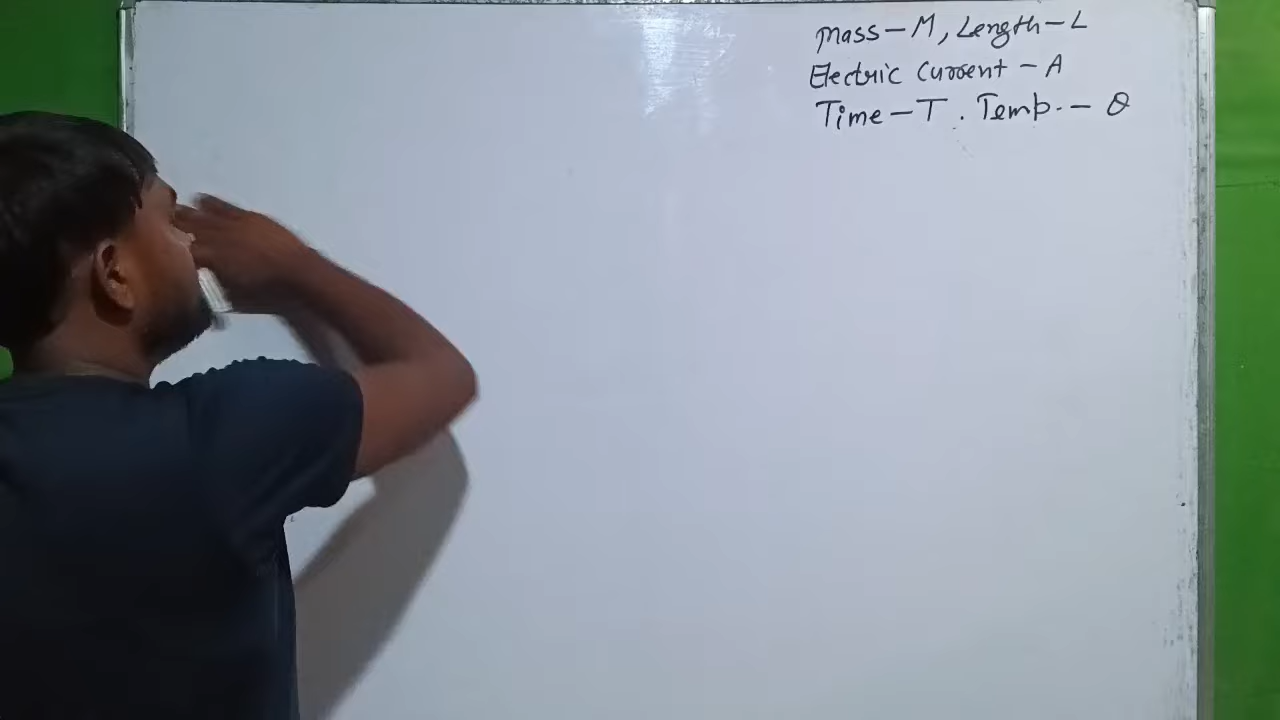 Mass-M, Length-L
Electric Current - A
Time-T. Temp.- θ